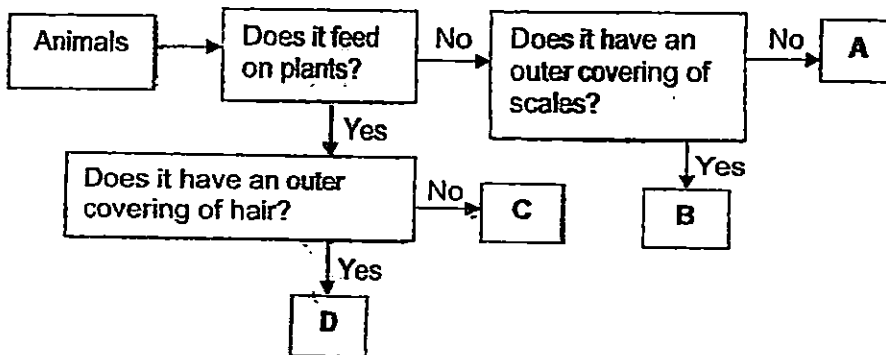 Animals
Does it feed
on plants?
No
Does it have an
outer covering of
scales?
No
A
Yes
Yes
Does it have an outer
covering of hair?
No
C
B
Yes
D